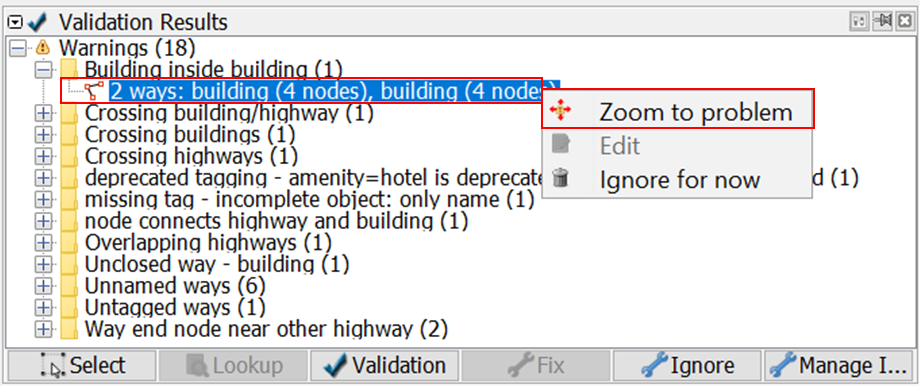 Validation Results
Warnings (18)
Building inside building (1)
2 ways: building (4 nodes), building (4 nodes)
Zoom to problem
Crossing building/highway (1)
Crossing buildings (1)
Edit
Crossing highways (1)
Ignore for now
deprecated tagging - amenity=hotel is deprecate d (1)
missing tag - incomplete object: only name (1)
node connects highway and building (1)
Overlapping highways (1)
Unclosed way - building (1)
Unnamed ways (6)
Untagged ways (1)
Way end node near other highway (2)
Select Lookup Validation Fix Ignore Manage I...